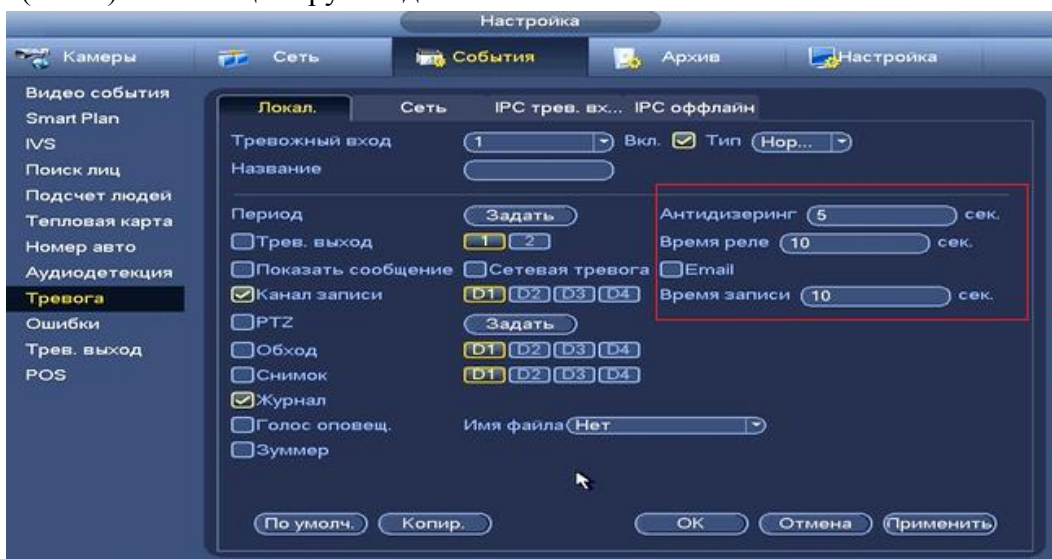 Настройка
Камеры Сеть События Архив Настройка
Видео события
Smart Plan
IVS
Поиск лиц
Подсчет людей
Тепловая карта
Номер авто
Аудиодетекция
Тревога
Ошибки
Трев. выход
POS
Локал. Сеть IPC трев. вх... IPC оффлайн
Тревожный вход 1 Вкл. Тип Нор...
Название
Период Задать Антидизеринг 5 сек.
Трев. выход 1 2 Время реле 10 сек.
Показать сообщение Сетевая тревога Email
Канал записи D1 D2 D3 D4 Время записи 10 сек.
PTZ Задать
Обход D1 D2 D3 D4
Снимок D1 D2 D3 D4
Журнал
Голос оповещ. Имя файла Нет
Зуммер
По умолч. Копир. OK Отмена Применить